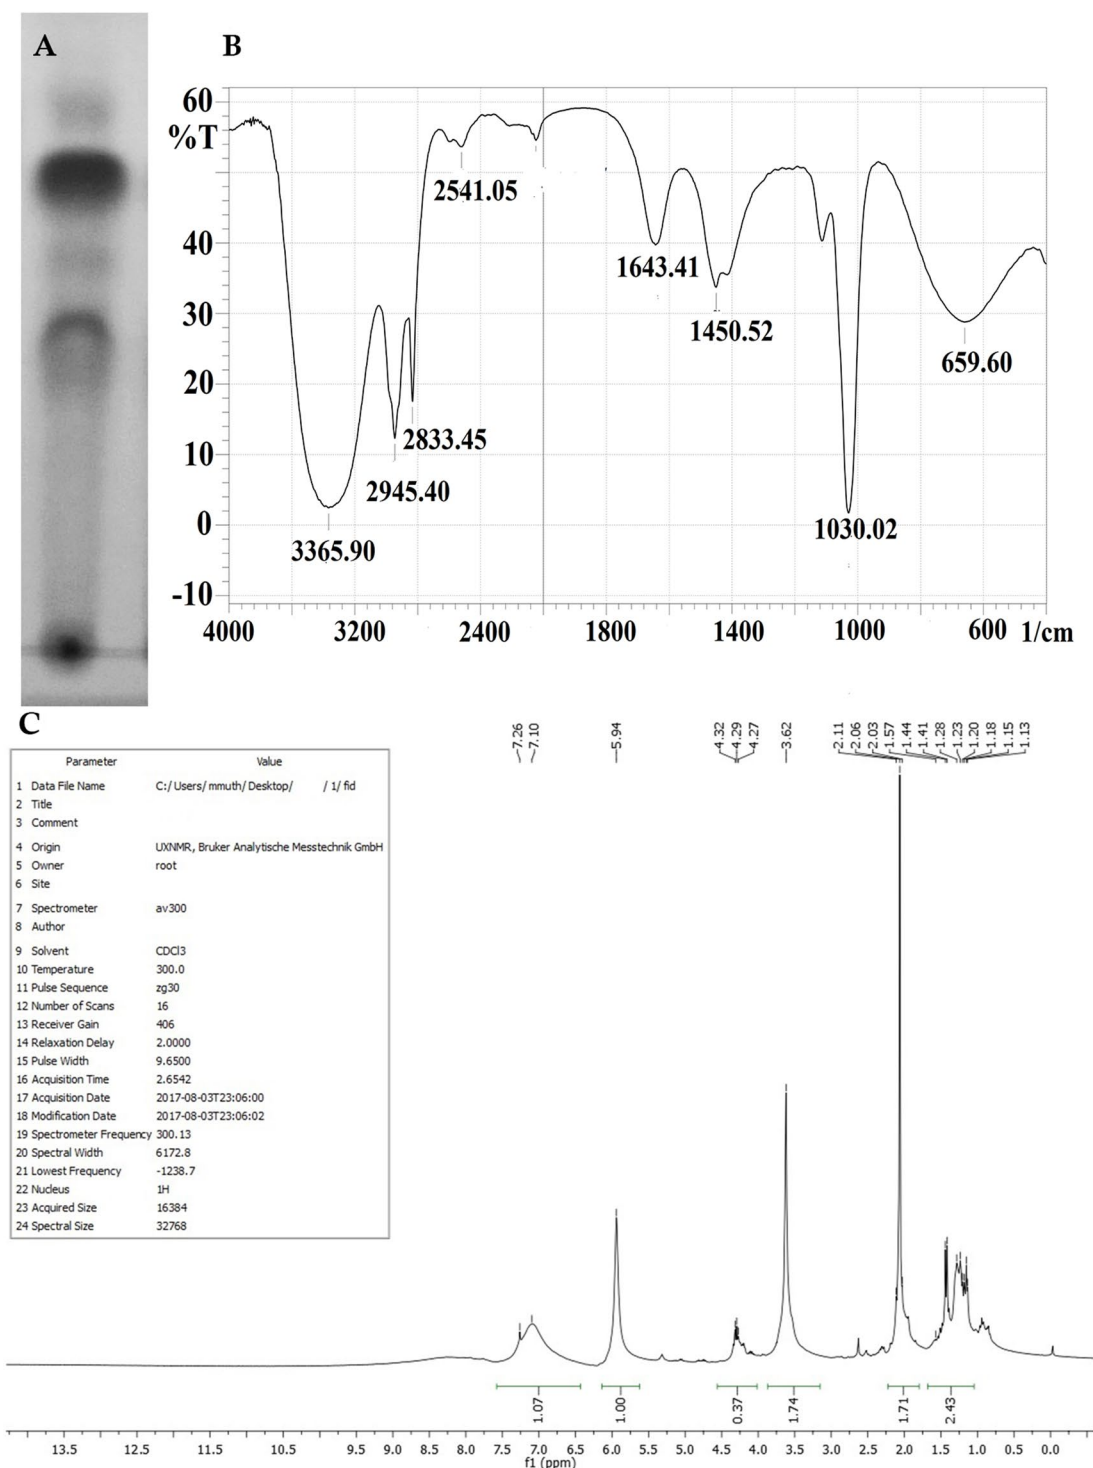 A
B
60
%T
40
30
20
10
0
-10
2541.05
1643.41
1450.52
659.60
2833.45
2945.40
1030.02
3365.90
4000 3200 2400 1800 1400 1000 600 1/cm
C
7.26
7.10
5.94
4.32
4.29
4.27
3.62
2.11
2.06
2.03
1.57
1.44
1.41
1.28
1.23
1.20
1.18
1.15
1.13
Parameter Value
1 Data File Name C:/Users/mmuth/Desktop/ /1/fid
2 Title
3 Comment
4 Origin UXNMR, Bruker Analytische Messtechnik GmbH
5 Owner root
6 Site
7 Spectrometer av300
8 Author
9 Solvent CDCl3
10 Temperature 300.0
11 Pulse Sequence zg30
12 Number of Scans 16
13 Receiver Gain 406
14 Relaxation Delay 2.0000
15 Pulse Width 9.6500
16 Acquisition Time 2.6542
17 Acquisition Date 2017-08-03T23:06:00
18 Modification Date 2017-08-03T23:06:02
19 Spectrometer Frequency 300.13
20 Spectral Width 6172.8
21 Lowest Frequency -1238.7
22 Nucleus 1H
23 Acquired Size 16384
24 Spectral Size 32768
1.07
1.00
0.37
1.74
1.71
2.43
13.5 12.5 11.5 10.5 9.5 9.0 8.5 8.0 7.5 7.0 6.5 6.0 5.5 5.0 4.5 4.0 3.5 3.0 2.5 2.0 1.5 1.0 0.5 0.0
f1 (ppm)